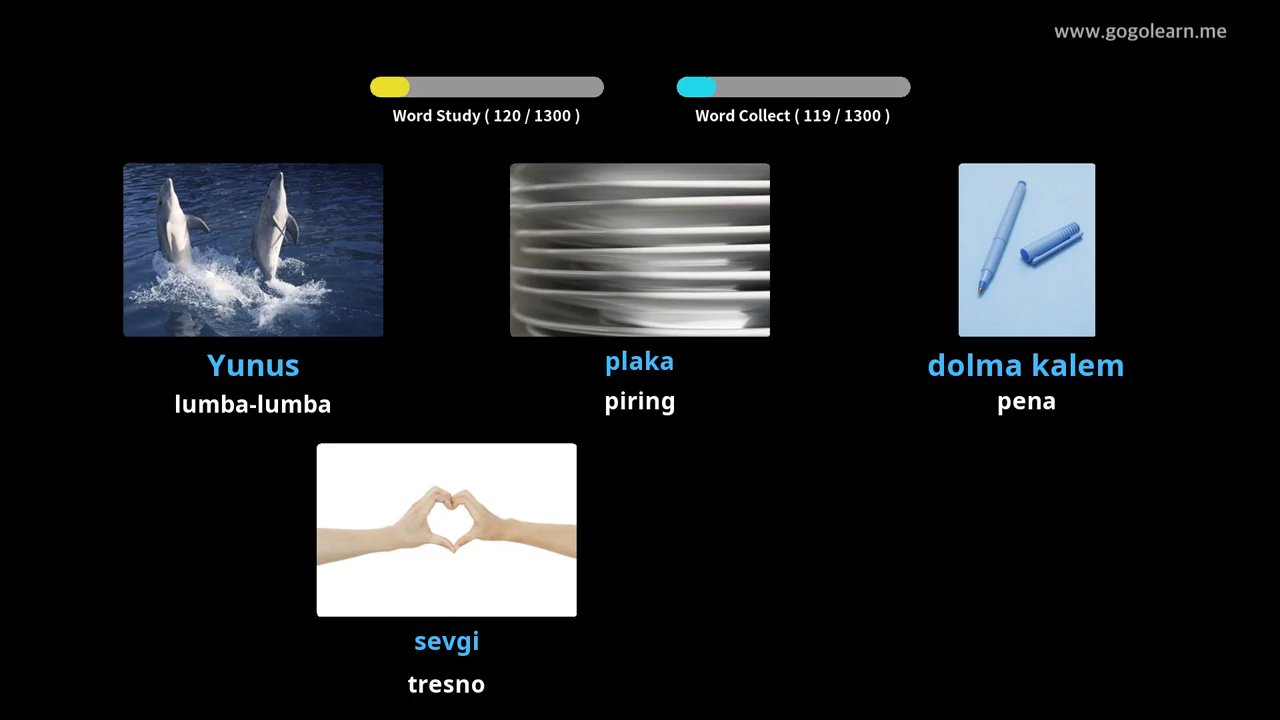 www.gogolearn.me
Word Study ( 120 / 1300 )
Word Collect ( 119 / 1300 )
Yunus
lumba-lumba
plaka
piring
dolma kalem
pena
sevgi
tresno